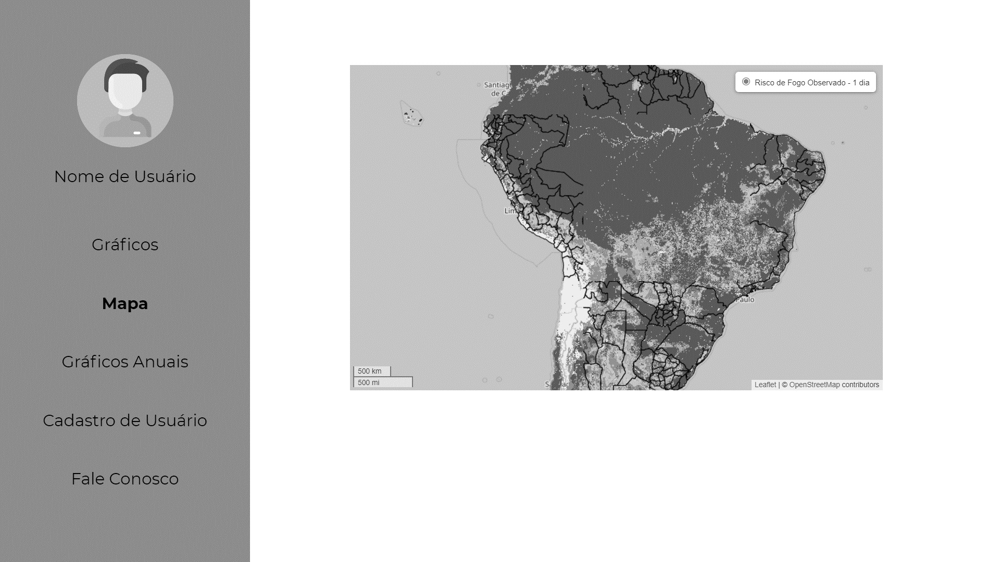 Nome de Usuário
Gráficos
Mapa
Gráficos Anuais
Cadastro de Usuário
Fale Conosco
Risco de Fogo Observado - 1 dia
Santiag
de C
Lim
Paulo
500 km
500 mi
Leaflet | © OpenStreetMap contributors